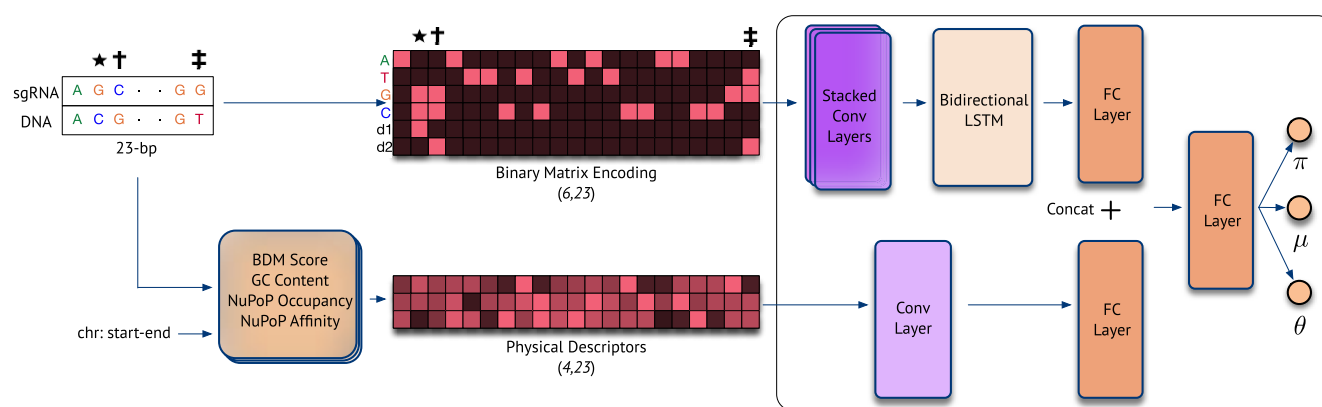 ★ †
‡
sgRNA A G C · · G G
DNA A C G · · G T
23-bp
★ †
‡
A
T
G
C
d1
d2
Binary Matrix Encoding
(6,23)
BDM Score
GC Content
NuPoP Occupancy
NuPoP Affinity
chr: start-end
Physical Descriptors
(4,23)
Stacked
Conv
Layers
Bidirectional
LSTM
FC
Layer
Concat +
Conv
Layer
FC
Layer
FC
Layer
π
μ
θ